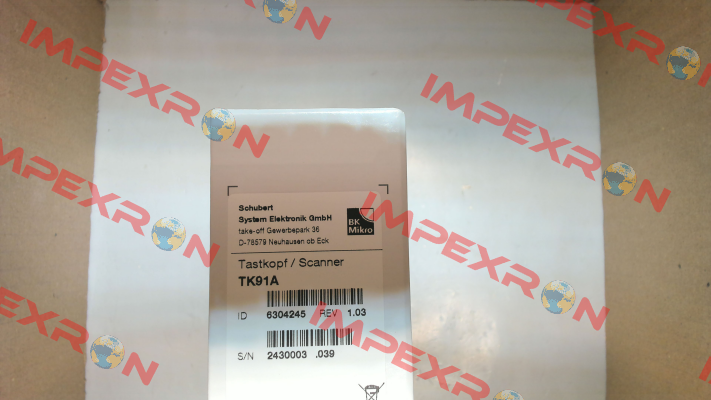 IMPEXRON
IMPEXRON
IMPEXRON
IMPEXRON
IMPEXRON
IMPEXRON
IMPEXRON
Schubert
System Elektronik GmbH
take-off Gewerbepark 36
D-78579 Neuhausen ob Eck
BK
Mikro
Tastkopf / Scanner
TK91A
ID 6304245 REV 1.03
S/N 2430003 .039